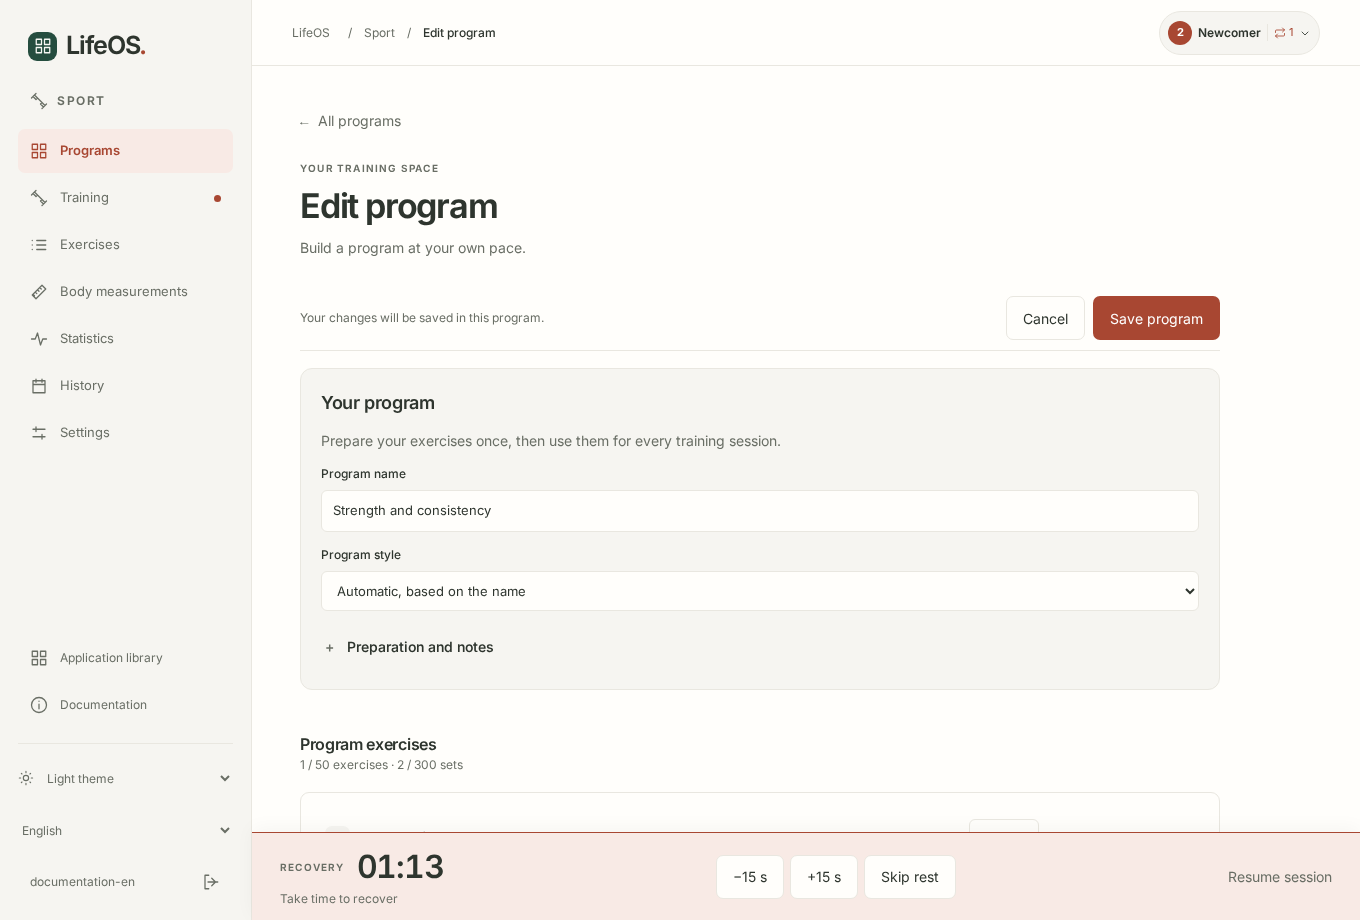 LifeOS.
SPORT
Programs
Training
Exercises
Body measurements
Statistics
History
Settings
Application library
Documentation
Light theme
English
documentation-en
LifeOS / Sport / Edit program
2 Newcomer 1
← All programs
YOUR TRAINING SPACE
Edit program
Build a program at your own pace.
Your changes will be saved in this program.
Cancel
Save program
Your program
Prepare your exercises once, then use them for every training session.
Program name
Strength and consistency
Program style
Automatic, based on the name
+ Preparation and notes
Program exercises
1 / 50 exercises · 2 / 300 sets
RECOVERY 01:13
Take time to recover
−15 s
+15 s
Skip rest
Resume session